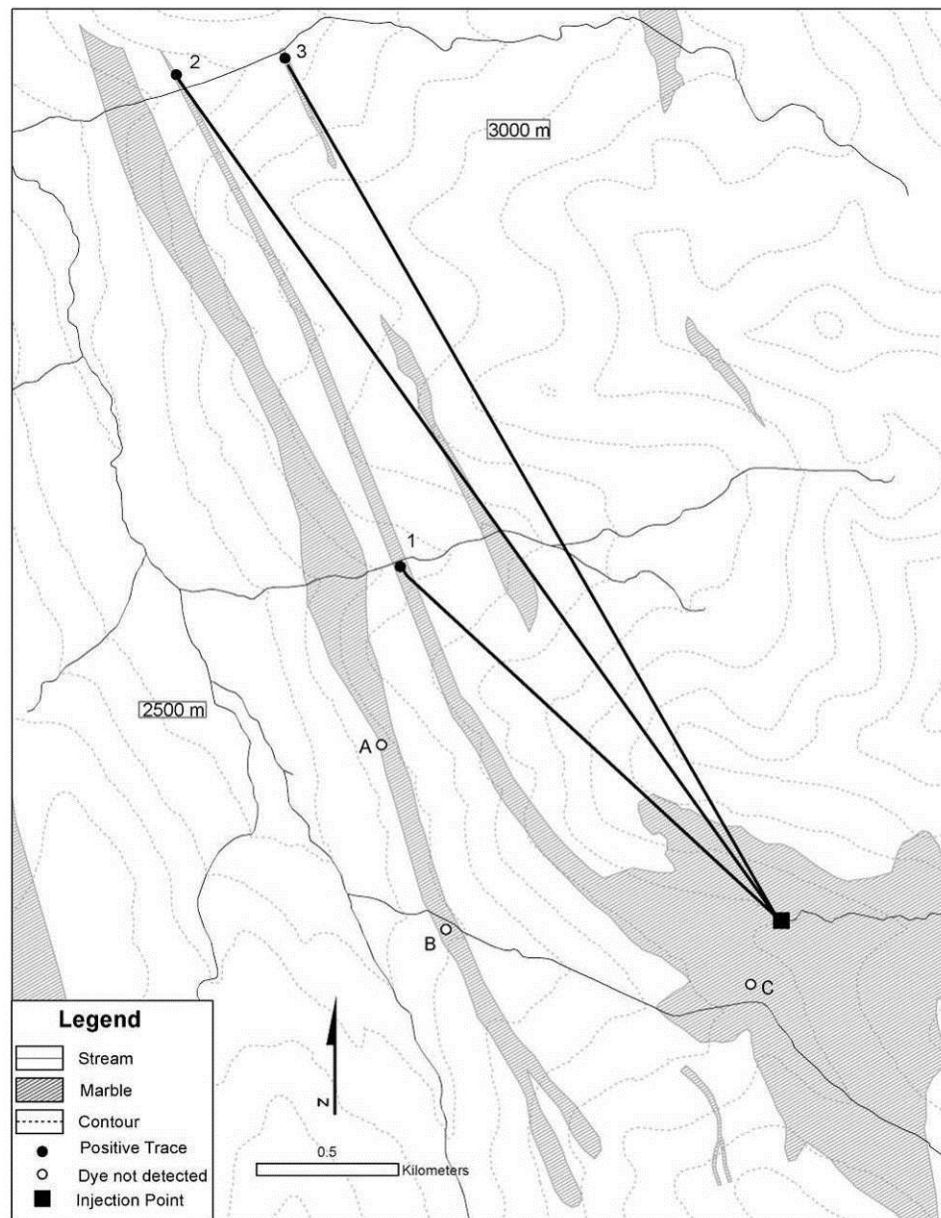 2
3
3000 m
1
2500 m
A
B
C
Legend
Stream
Marble
Contour
Positive Trace
Dye not detected
Injection Point
N
0.5
Kilometers